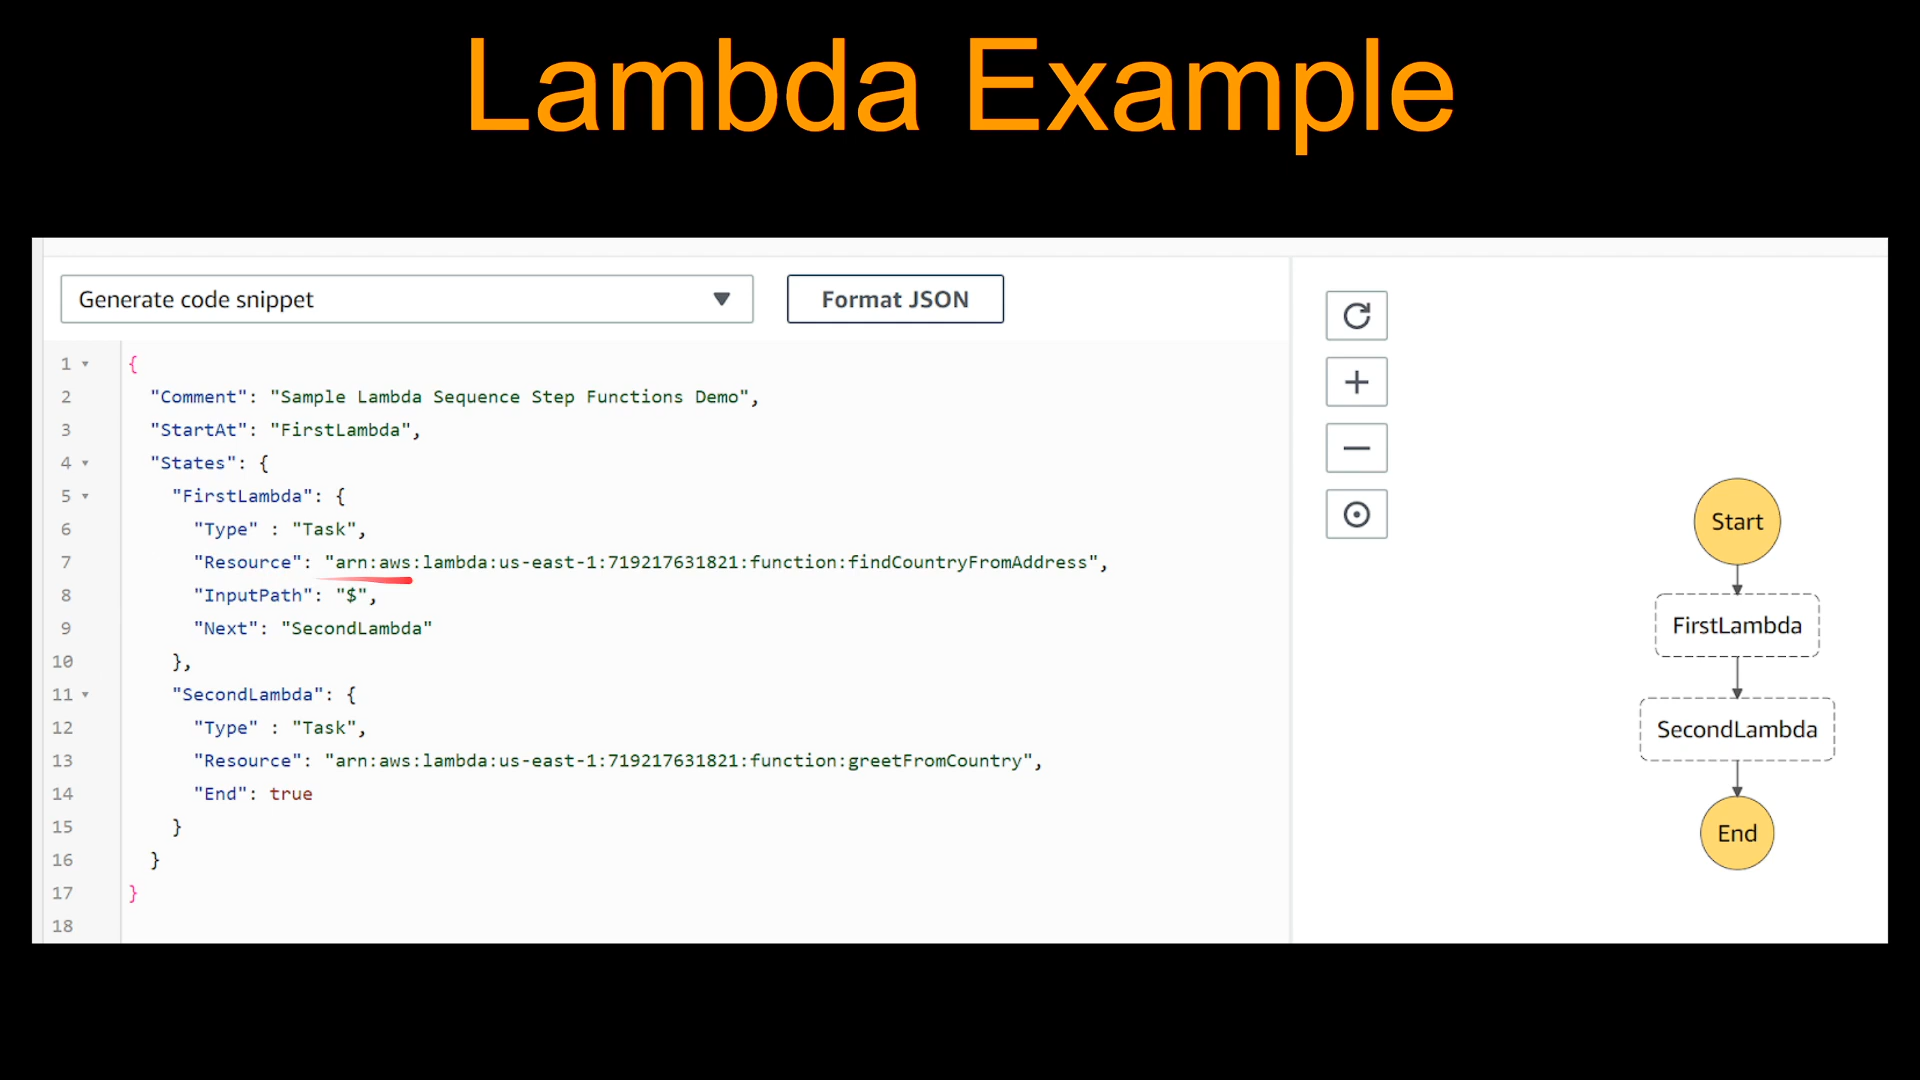 Lambda Example
Generate code snippet
Format JSON
1 {
2 "Comment": "Sample Lambda Sequence Step Functions Demo",
3 "StartAt": "FirstLambda",
4 "States": {
5 "FirstLambda": {
6 "Type" : "Task",
7 "Resource": "arn:aws:lambda:us-east-1:719217631821:function:findCountryFromAddress",
8 "InputPath": "$",
9 "Next": "SecondLambda"
10 },
11 "SecondLambda": {
12 "Type" : "Task",
13 "Resource": "arn:aws:lambda:us-east-1:719217631821:function:greetFromCountry",
14 "End": true
15 }
16 }
17 }
18
Start
FirstLambda
SecondLambda
End